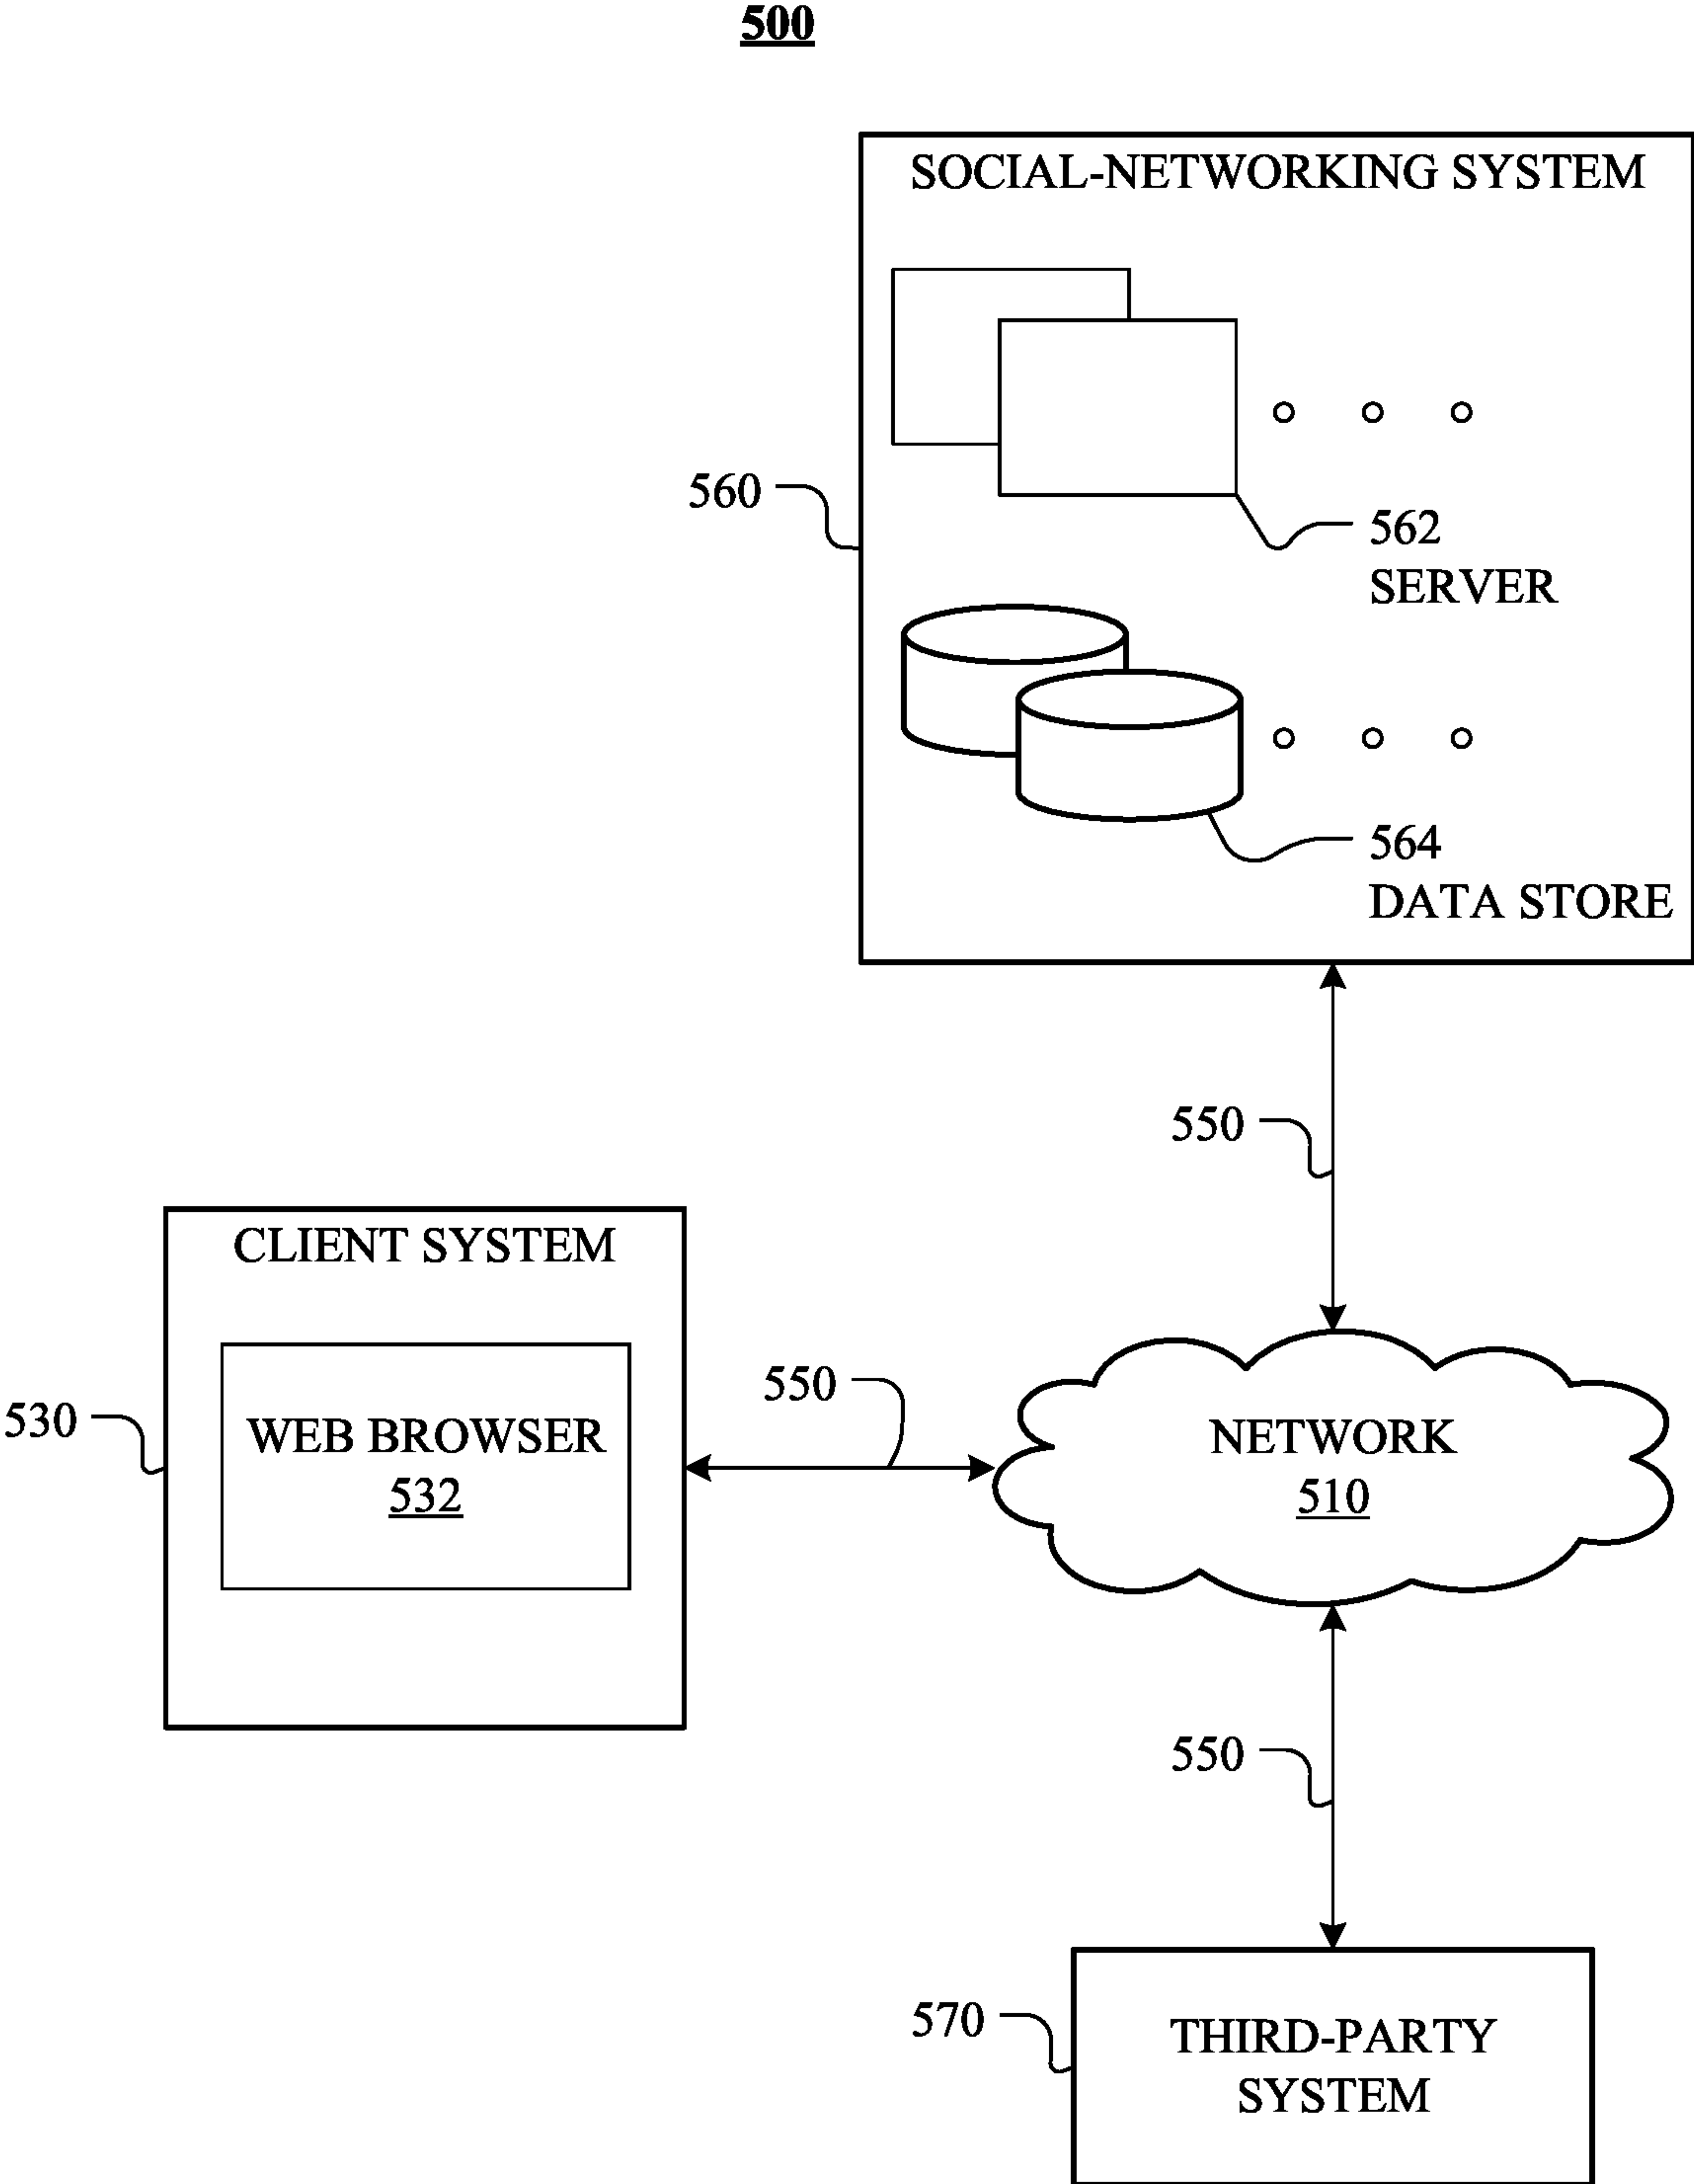 500
SOCIAL-NETWORKING SYSTEM
560
562
SERVER
564
DATA STORE
550
CLIENT SYSTEM
530
WEB BROWSER
532
550
NETWORK
510
550
570
THIRD-PARTY
SYSTEM